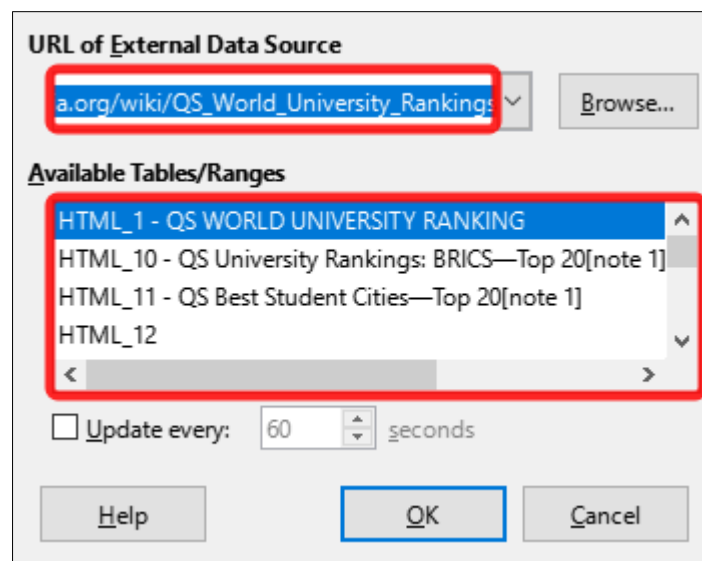 URL of External Data Source
a.org/wiki/QS_World_University_Rankings
Browse...
Available Tables/Ranges
HTML_1 - QS WORLD UNIVERSITY RANKING
HTML_10 - QS University Rankings: BRICS—Top 20[note 1]
HTML_11 - QS Best Student Cities—Top 20[note 1]
HTML_12
Update every: 60 seconds
Help OK Cancel